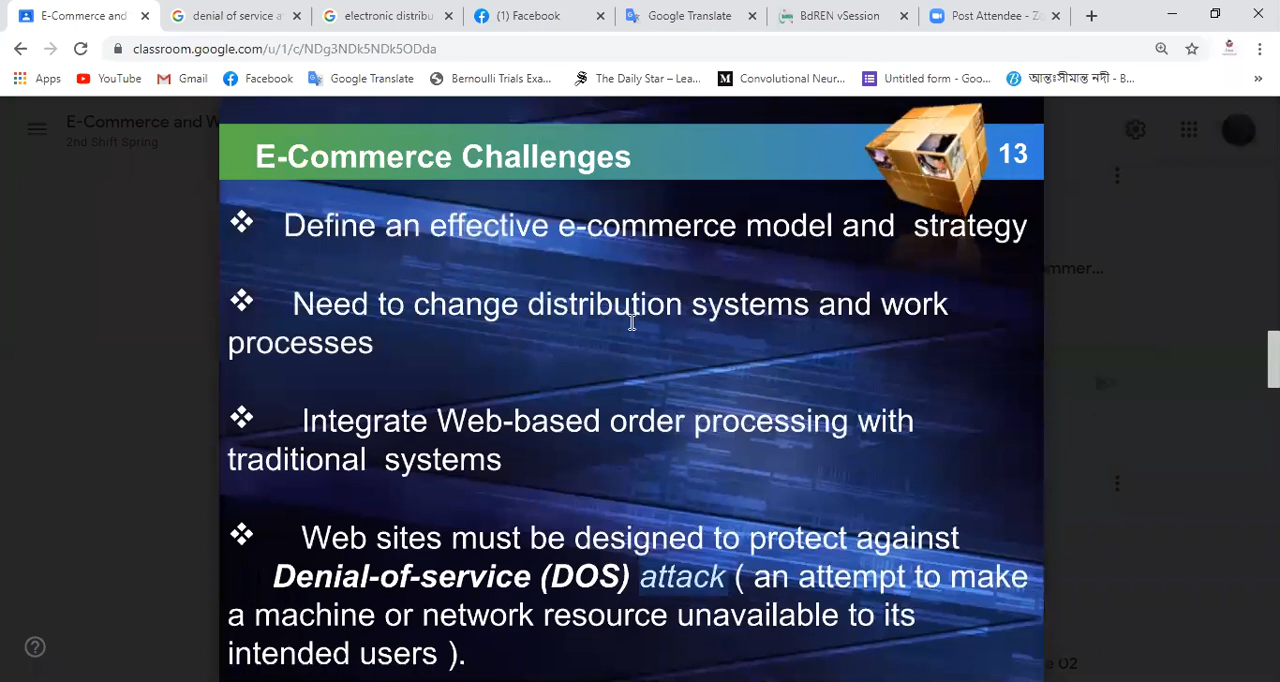 E-Commerce and
denial of service a
electronic distribu
(1) Facebook
Google Translate
BdREN vSession
Post Attendee - Zo
classroom.google.com/u/1/c/NDg3NDk5NDk5ODda
Apps
YouTube
Gmail
Facebook
Google Translate
Bernoulli Trials Exa...
The Daily Star – Lea...
Convolutional Neur...
Untitled form - Goo...
আন্তঃসীমান্ত নদী - B...
E-Commerce and W
2nd Shift Spring
E-Commerce Challenges
13
❖ Define an effective e-commerce model and strategy
❖ Need to change distribution systems and work
processes
❖ Integrate Web-based order processing with
traditional systems
❖ Web sites must be designed to protect against
Denial-of-service (DOS) attack ( an attempt to make
a machine or network resource unavailable to its
intended users ).
ommer...
e 02